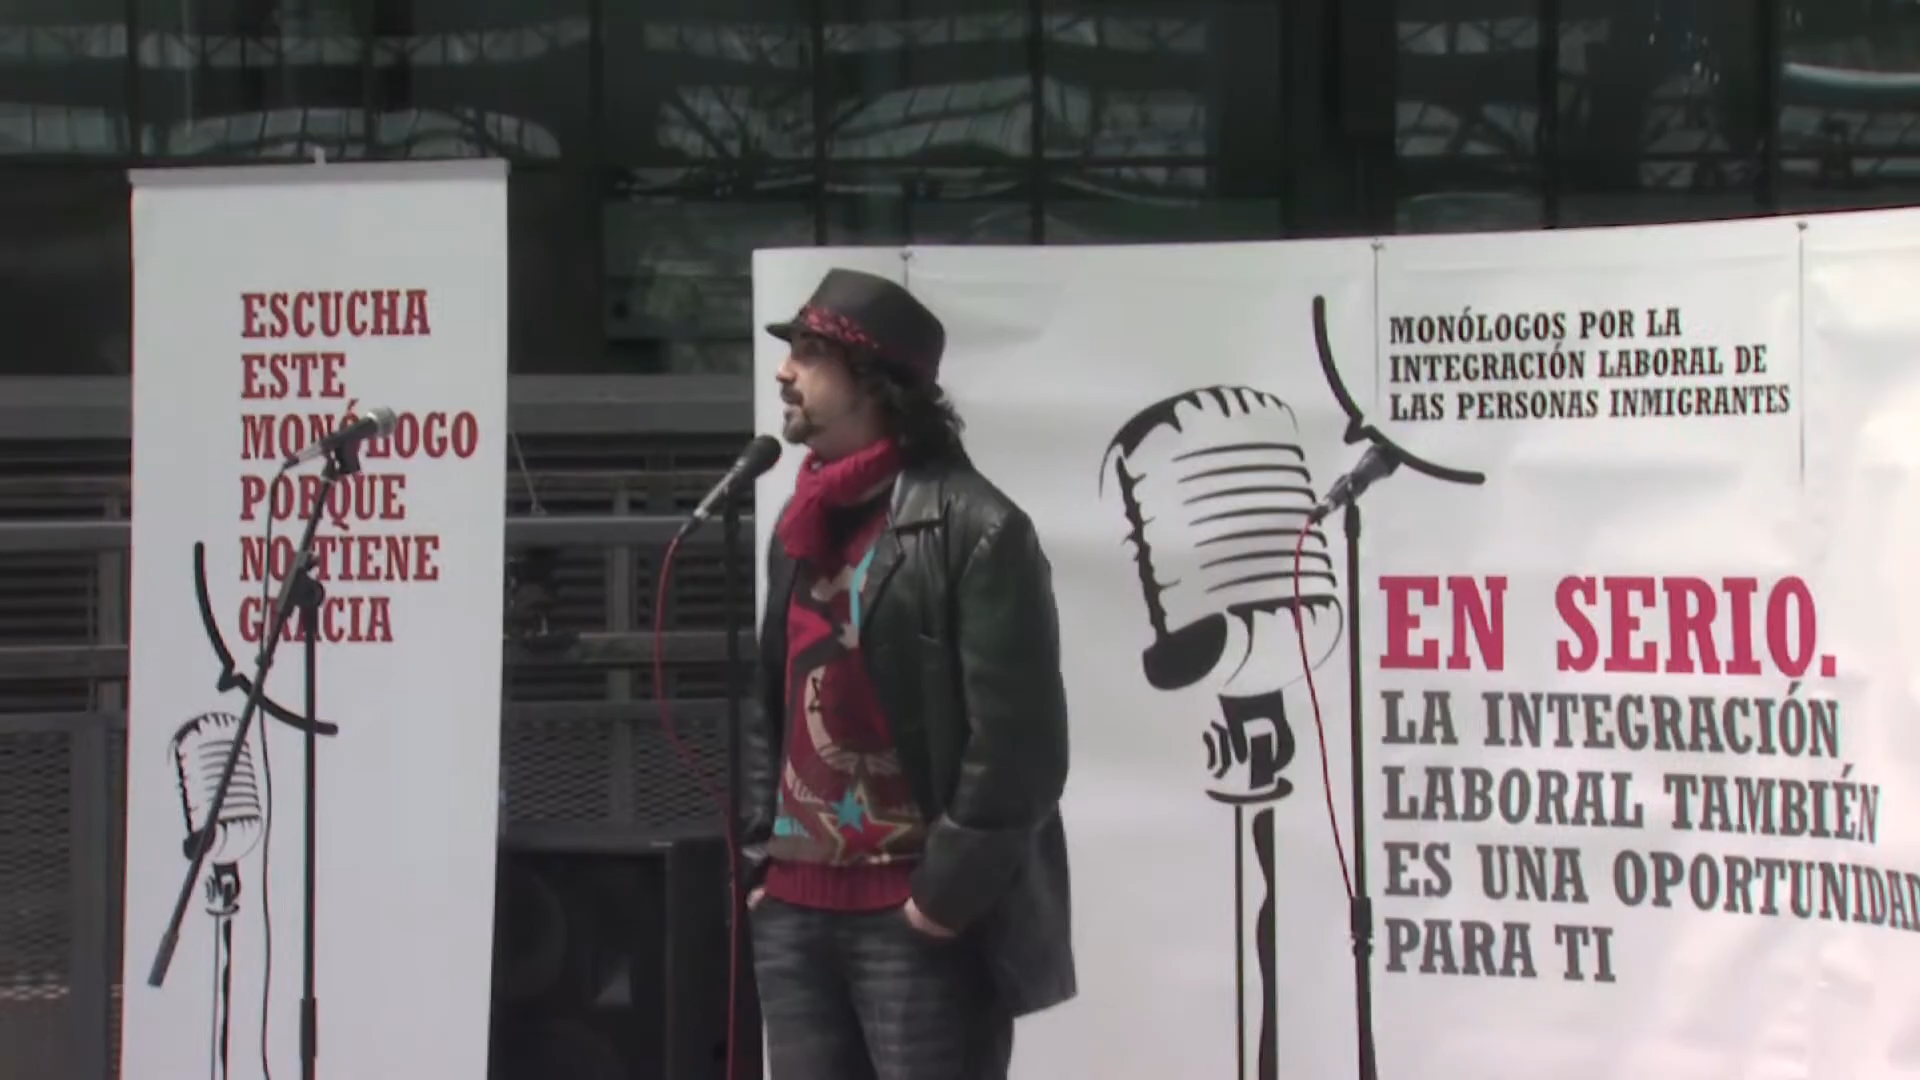 ESCUCHA
ESTE
MONÓLOGO
PORQUE
NO TIENE
GRACIA
MONÓLOGOS POR LA
INTEGRACIÓN LABORAL DE
LAS PERSONAS INMIGRANTES
EN SERIO.
LA INTEGRACIÓN
LABORAL TAMBIÉN
ES UNA OPORTUNIDAD
PARA TI